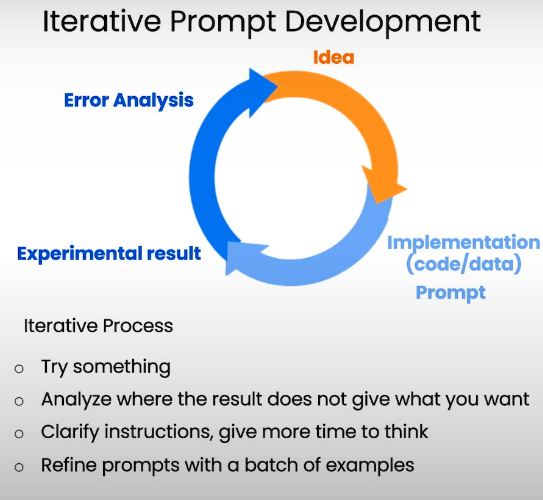 Iterative Prompt Development
Idea
Error Analysis
Implementation
(code/data)
Prompt
Experimental result
Iterative Process
o Try something
o Analyze where the result does not give what you want
o Clarify instructions, give more time to think
o Refine prompts with a batch of examples